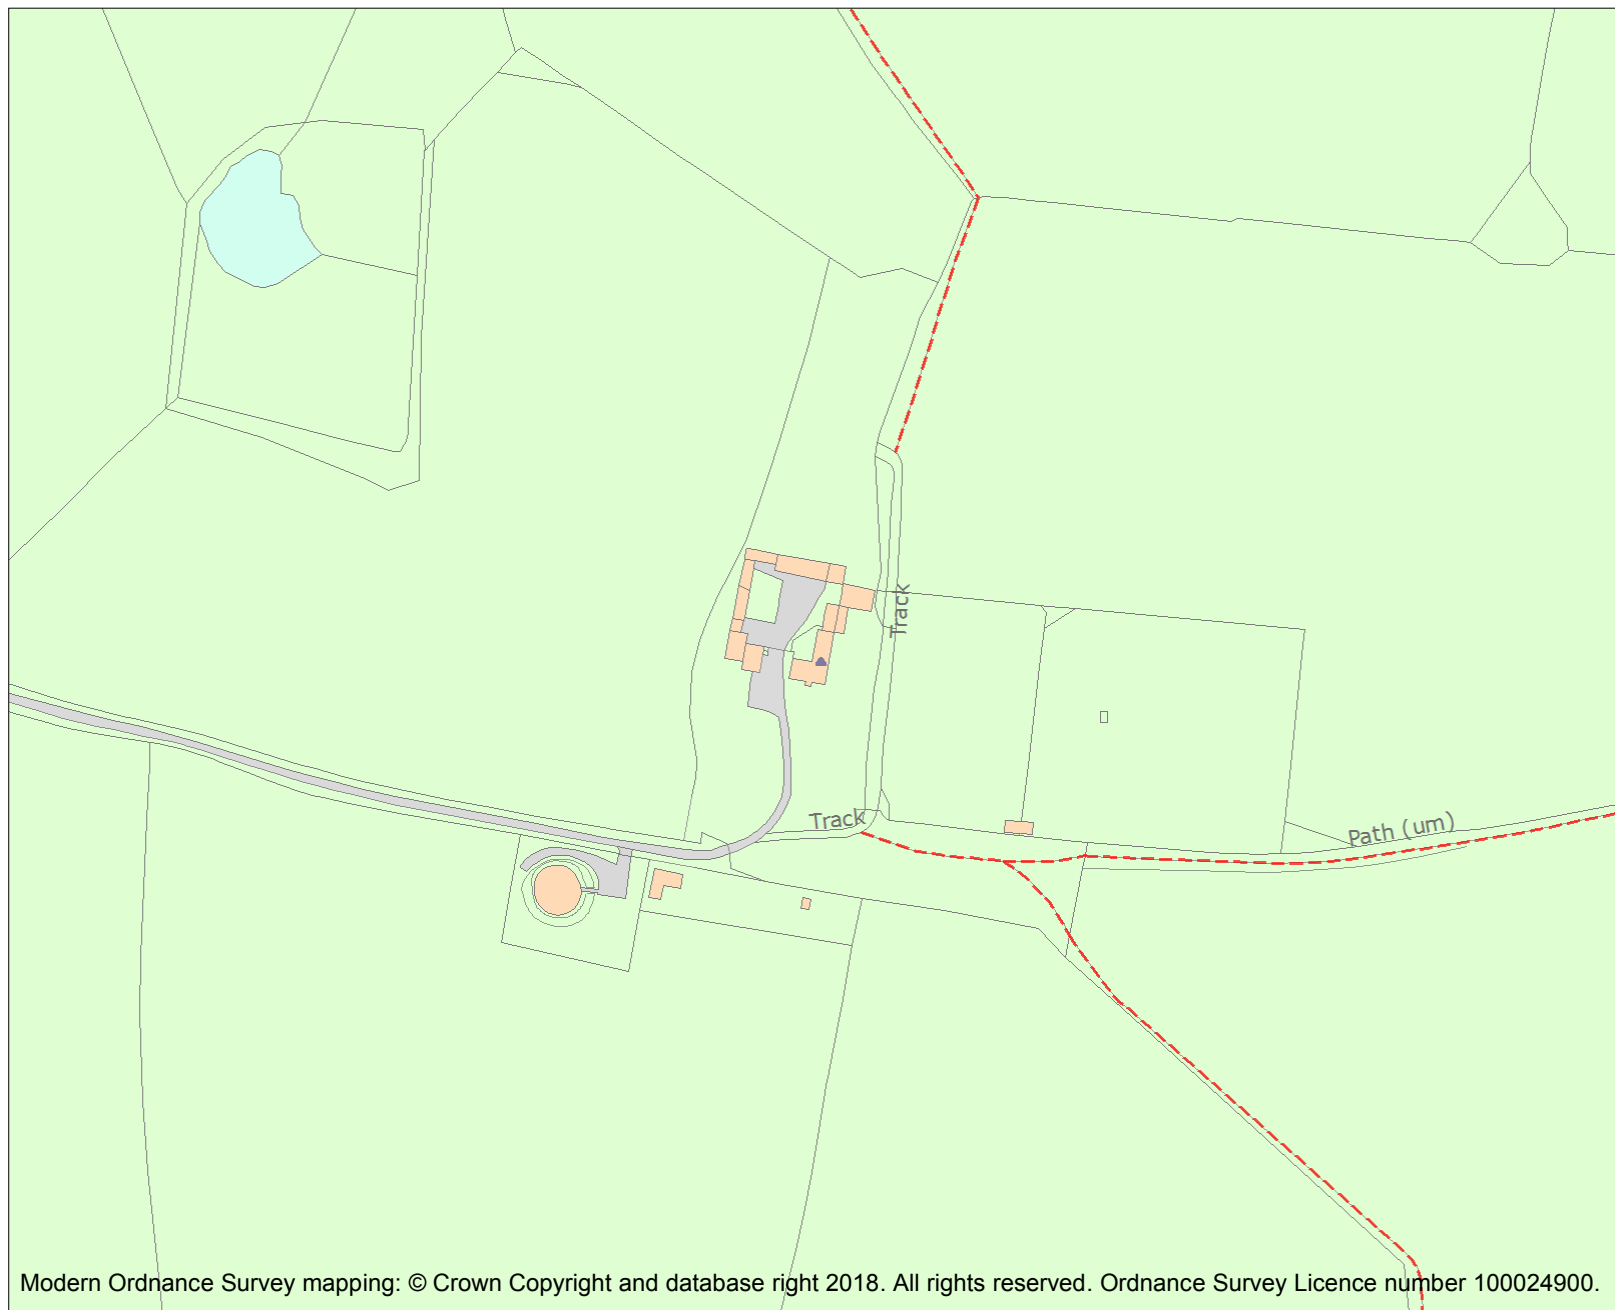 Track
Track
Path (um)
Modern Ordnance Survey mapping: © Crown Copyright and database right 2018. All rights reserved. Ordnance Survey Licence number 100024900.